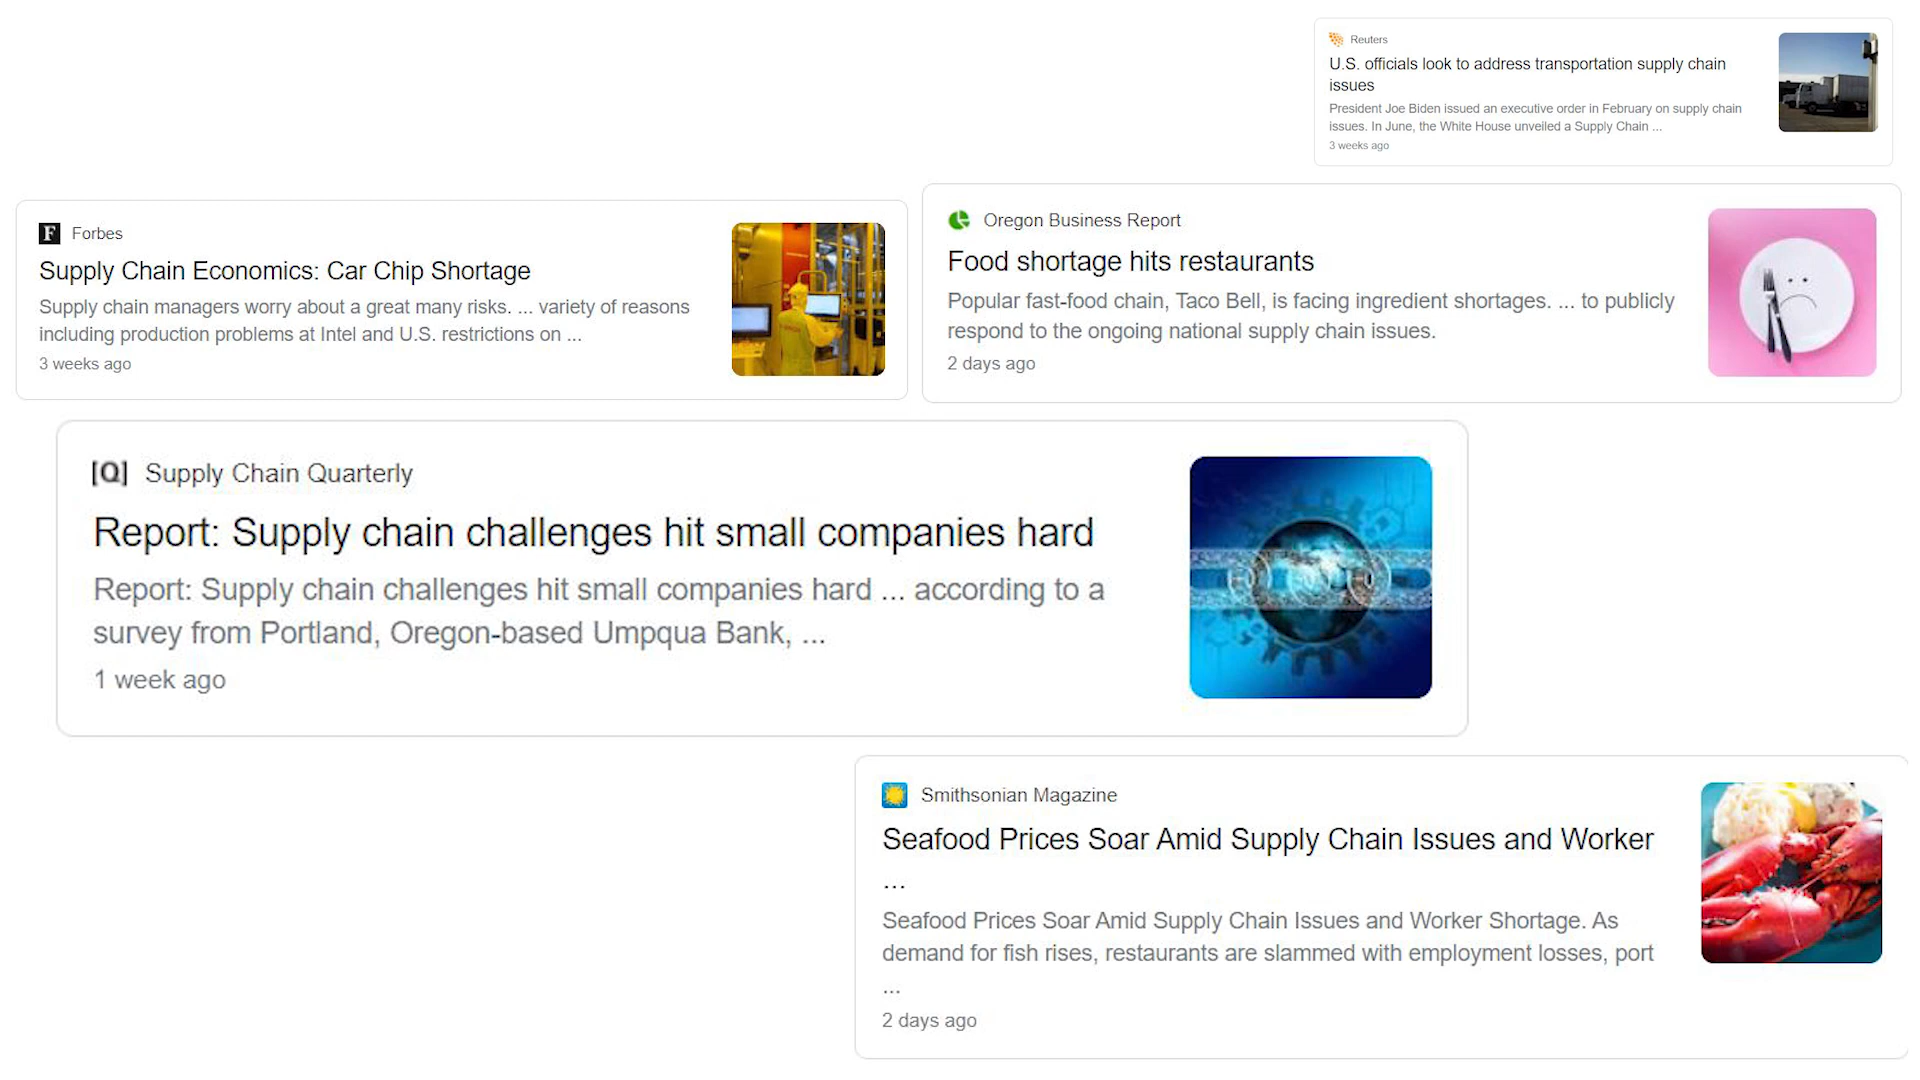 Reuters
U.S. officials look to address transportation supply chain
issues
President Joe Biden issued an executive order in February on supply chain
issues. In June, the White House unveiled a Supply Chain ...
3 weeks ago
F Forbes
Supply Chain Economics: Car Chip Shortage
Supply chain managers worry about a great many risks. ... variety of reasons
including production problems at Intel and U.S. restrictions on ...
3 weeks ago
Oregon Business Report
Food shortage hits restaurants
Popular fast-food chain, Taco Bell, is facing ingredient shortages. ... to publicly
respond to the ongoing national supply chain issues.
2 days ago
[Q] Supply Chain Quarterly
Report: Supply chain challenges hit small companies hard
Report: Supply chain challenges hit small companies hard ... according to a
survey from Portland, Oregon-based Umpqua Bank, ...
1 week ago
Smithsonian Magazine
Seafood Prices Soar Amid Supply Chain Issues and Worker
...
Seafood Prices Soar Amid Supply Chain Issues and Worker Shortage. As
demand for fish rises, restaurants are slammed with employment losses, port
...
2 days ago